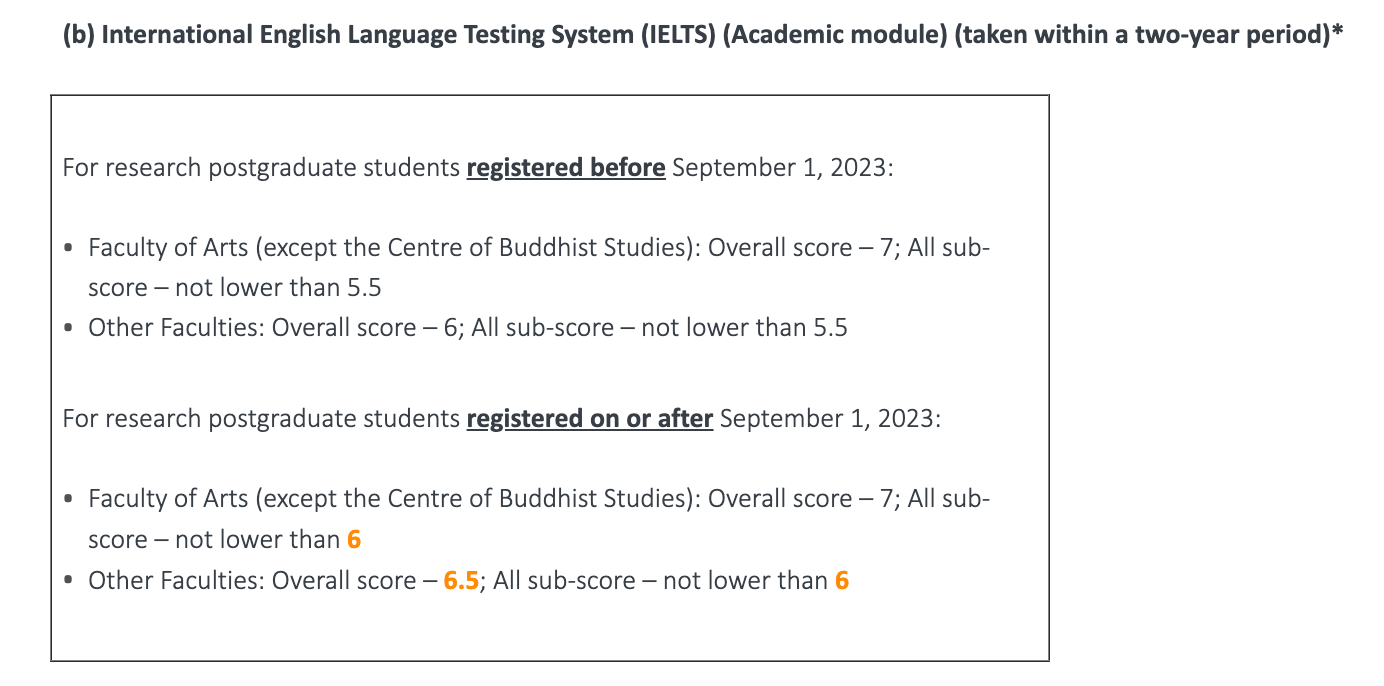 (b) International English Language Testing System (IELTS) (Academic module) (taken within a two-year period)*
For research postgraduate students registered before September 1, 2023:
• Faculty of Arts (except the Centre of Buddhist Studies): Overall score – 7; All sub-
score – not lower than 5.5
• Other Faculties: Overall score – 6; All sub-score – not lower than 5.5
For research postgraduate students registered on or after September 1, 2023:
• Faculty of Arts (except the Centre of Buddhist Studies): Overall score – 7; All sub-
score – not lower than 6
• Other Faculties: Overall score – 6.5; All sub-score – not lower than 6